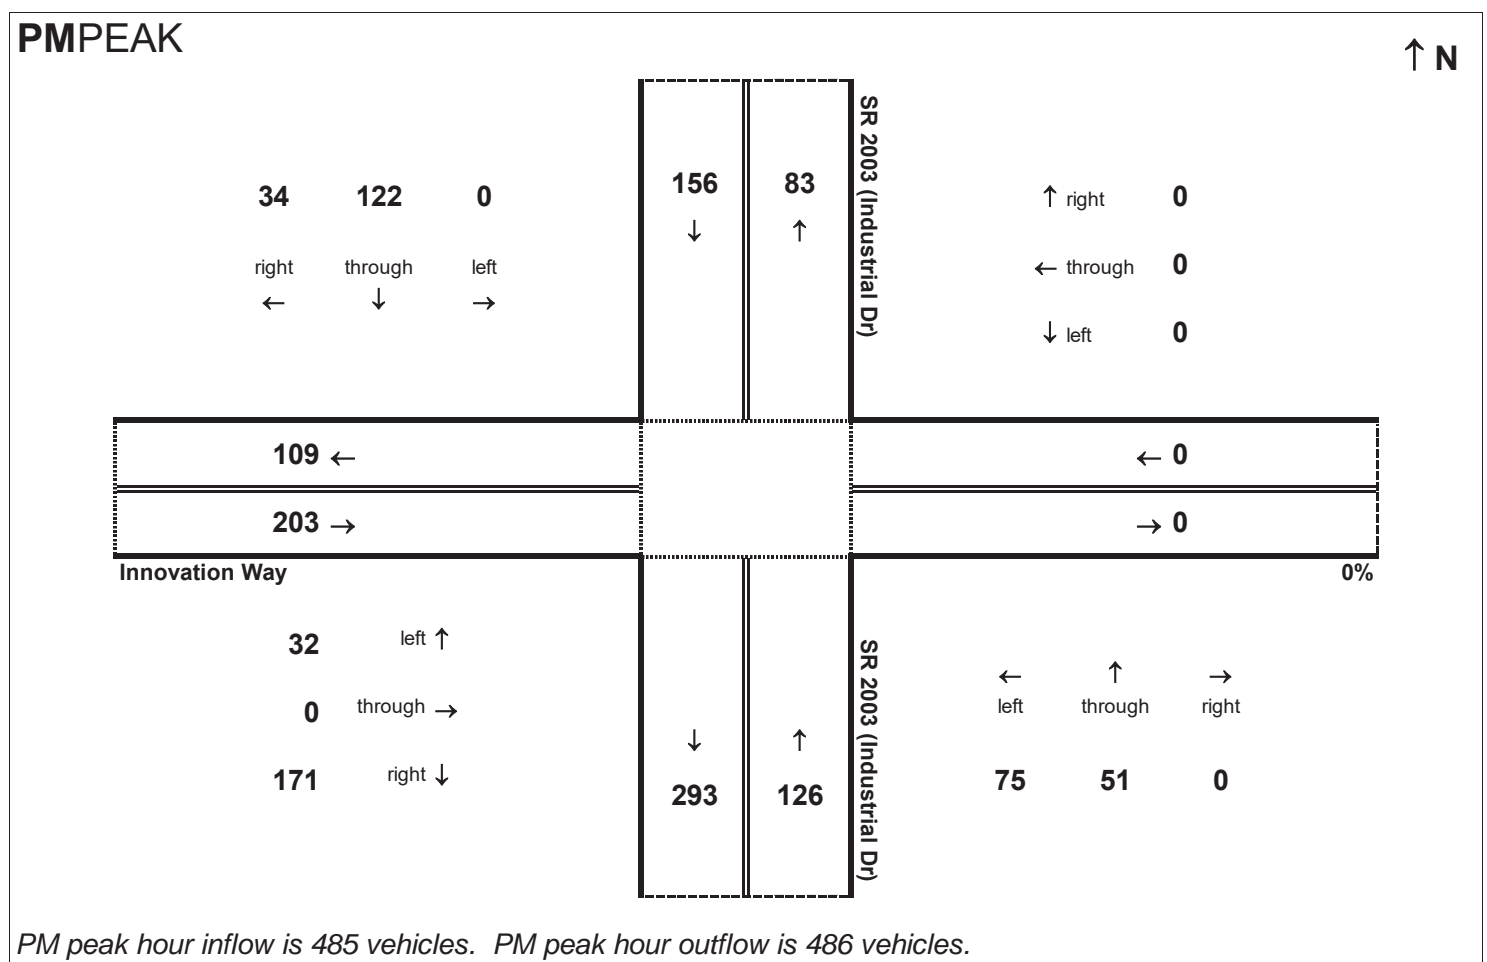 PMPEAK
↑ N
34 122 0
right through left
← ↓ →
156 83
↓ ↑
SR 2003 (Industrial Dr)
↑ right 0
← through 0
↓ left 0
109 ←
← 0
203 →
→ 0
Innovation Way
0%
32 left ↑
0 through →
171 right ↓
↓ ↑
293 126
SR 2003 (Industrial Dr)
← ↑ →
left through right
75 51 0
PM peak hour inflow is 485 vehicles. PM peak hour outflow is 486 vehicles.